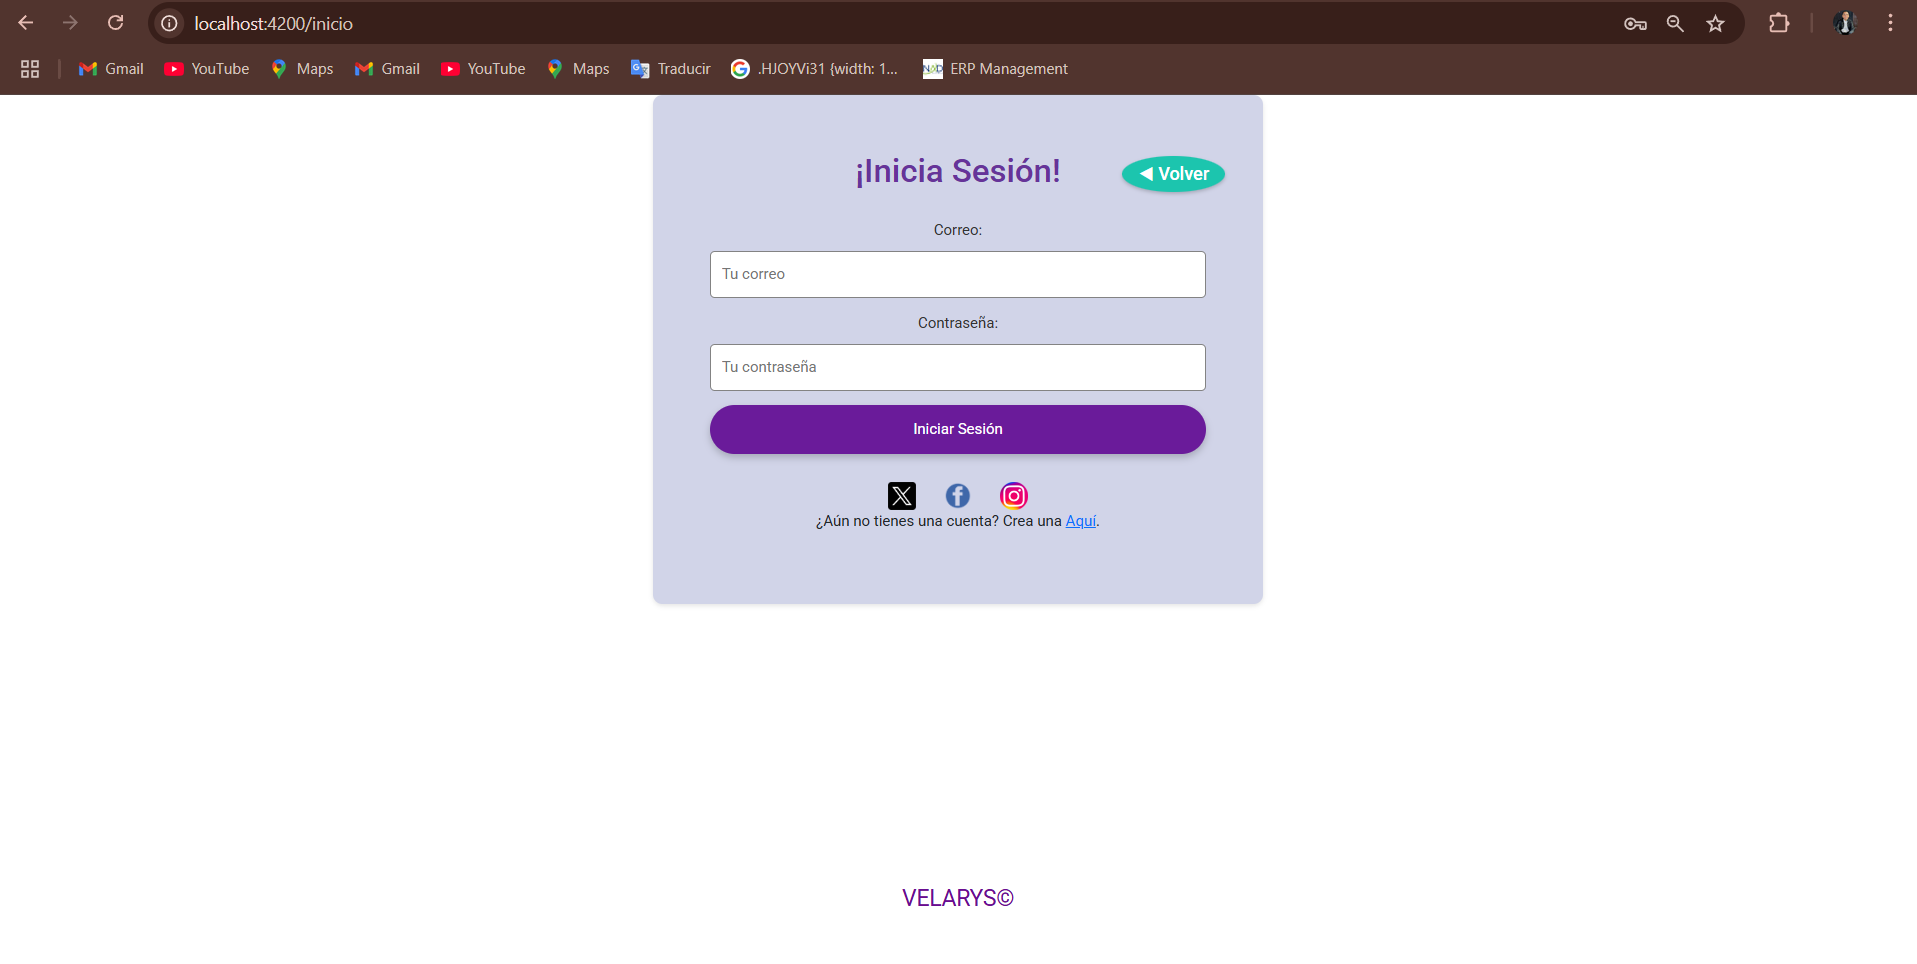 localhost:4200/inicio
Gmail YouTube Maps Gmail YouTube Maps Traducir .HJOYVi31 {width: 1... ERP Management
¡Inicia Sesión!
◀ Volver
Correo:
Tu correo
Contraseña:
Tu contraseña
Iniciar Sesión
¿Aún no tienes una cuenta? Crea una Aquí.
VELARYS©